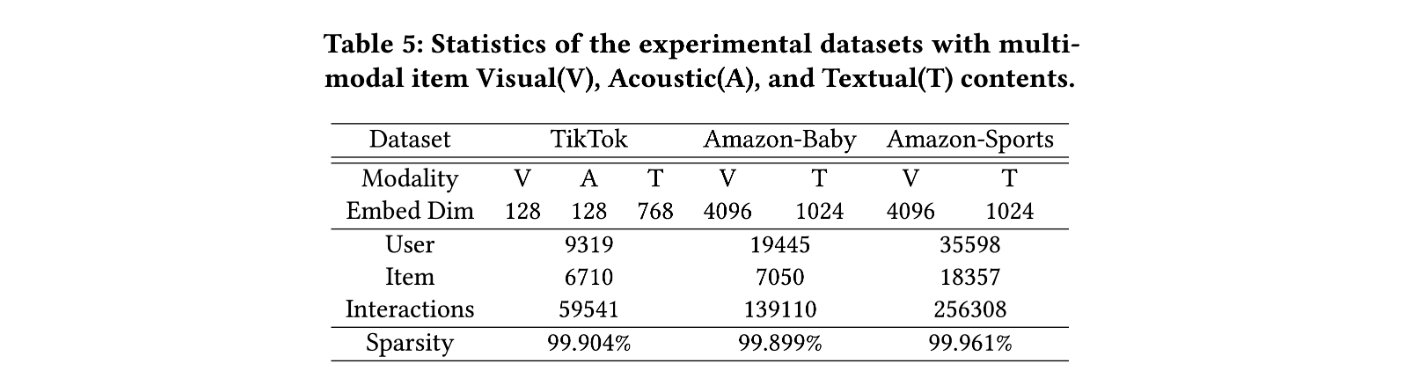 Table 5: Statistics of the experimental datasets with multi-
modal item Visual(V), Acoustic(A), and Textual(T) contents.
Dataset TikTok Amazon-Baby Amazon-Sports
Modality V A T V T V T
Embed Dim 128 128 768 4096 1024 4096 1024
User 9319 19445 35598
Item 6710 7050 18357
Interactions 59541 139110 256308
Sparsity 99.904% 99.899% 99.961%